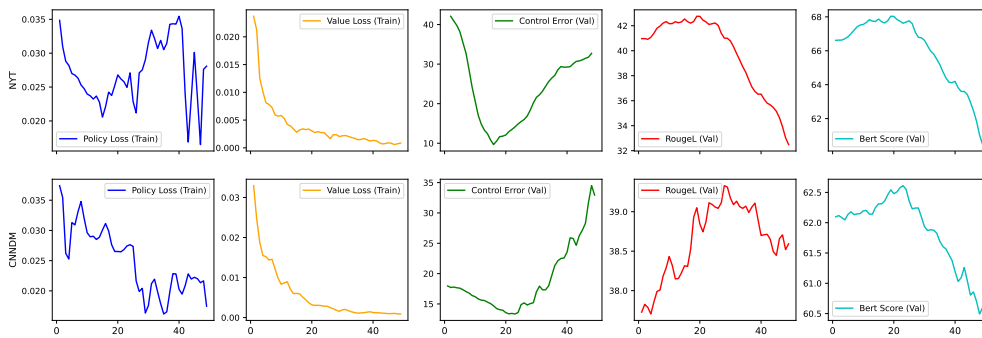 NYT
0.035
0.030
0.025
0.020
Policy Loss (Train)
0.020
0.015
0.010
0.005
0.000
Value Loss (Train)
40
30
20
10
Control Error (Val)
42
40
38
36
34
32
RougeL (Val)
68
66
64
62
Bert Score (Val)
CNNDM
0.035
0.030
0.025
0.020
0 20 40
Policy Loss (Train)
0.03
0.02
0.01
0.00
0 20 40
Value Loss (Train)
35
30
25
20
15
0 20 40
Control Error (Val)
39.0
38.5
38.0
0 20 40
RougeL (Val)
62.5
62.0
61.5
61.0
60.5
0 20 40
Bert Score (Val)